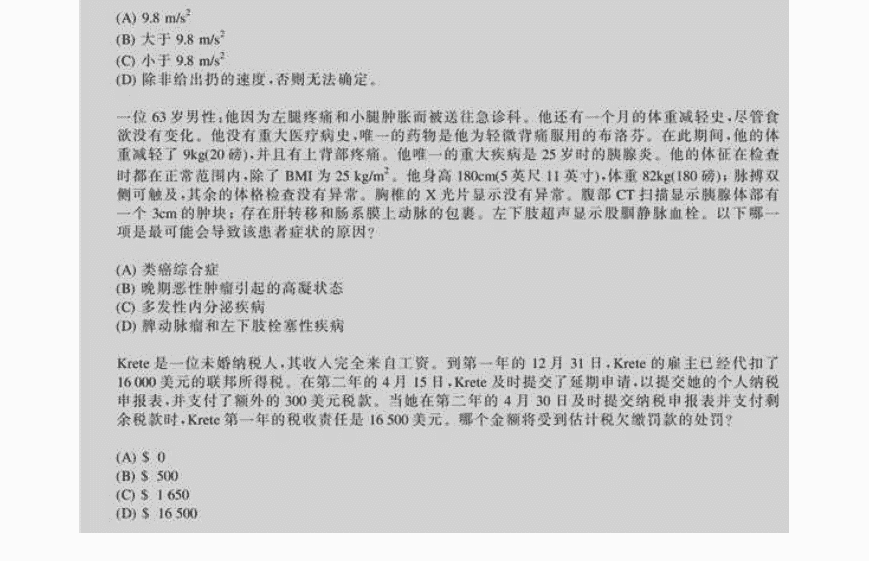 (A) 9.8 m/s²
(B) 大于 9.8 m/s²
(C) 小于 9.8 m/s²
(D) 除非给出扔的速度,否则无法确定。
一位 63 岁男性:他因为左腿疼痛和小腿肿胀而被送往急诊科。他还有一个月的体重减轻史,尽管食
欲没有变化。他没有重大医疗病史,唯一的药物是他为轻微背痛服用的布洛芬。在此期间,他的体
重减轻了 9kg(20 磅),并且有上背部疼痛。他唯一的重大疾病是 25 岁时的胰腺炎。他的体征在检查
时都在正常范围内,除了 BMI 为 25 kg/m²。他身高 180cm(5 英尺 11 英寸),体重 82kg(180 磅);脉搏双
侧可触及,其余的体格检查没有异常。胸椎的 X 光片显示没有异常。腹部 CT 扫描显示胰腺体部有
一个 3cm 的肿块;存在肝转移和肠系膜上动脉的包裹。左下肢超声显示股腘静脉血栓。以下哪一
项是最可能会导致该患者症状的原因?
(A) 类癌综合症
(B) 晚期恶性肿瘤引起的高凝状态
(C) 多发性内分泌疾病
(D) 脾动脉瘤和左下肢栓塞性疾病
Krete 是一位未婚纳税人,其收入完全来自工资。到第一年的 12 月 31 日,Krete 的雇主已经代扣了
16 000 美元的联邦所得税。在第二年的 4 月 15 日,Krete 及时提交了延期申请,以提交她的个人纳税
申报表,并支付了额外的 300 美元税款。当她在第二年的 4 月 30 日及时提交纳税申报表并支付剩
余税款时,Krete 第一年的税收责任是 16 500 美元。哪个金额将受到估计税欠缴罚款的处罚?
(A) $ 0
(B) $ 500
(C) $ 1 650
(D) $ 16 500